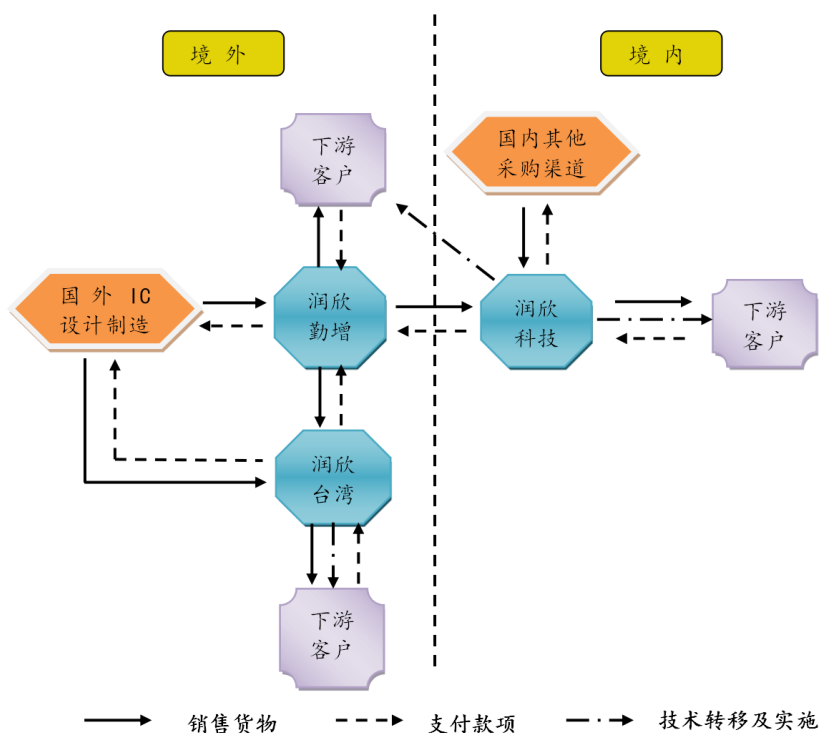 境 外
境 内
下游
客户
国内其他
采购渠道
国 外 IC
设计制造
润欣
勤增
润欣
科技
下游
客户
润欣
台湾
下游
客户
销售货物
支付款项
技术转移及实施